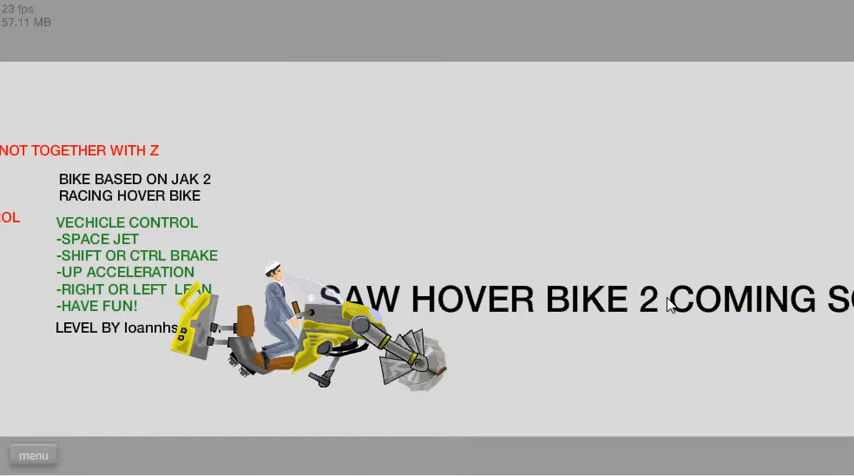 23 fps
57.11 MB
NOT TOGETHER WITH Z
BIKE BASED ON JAK 2
RACING HOVER BIKE
OL
VECHICLE CONTROL
-SPACE JET
-SHIFT OR CTRL BRAKE
-UP ACCELERATION
-RIGHT OR LEFT LEAN
-HAVE FUN!
SAW HOVER BIKE 2 COMING SO
LEVEL BY Ioannhs
menu